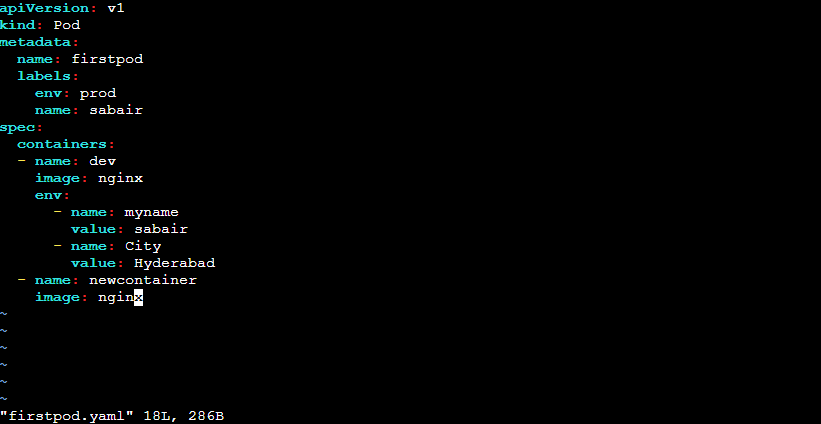 apiVersion: v1
kind: Pod
metadata:
  name: firstpod
  labels:
    env: prod
    name: sabair
spec:
  containers:
  - name: dev
    image: nginx
    env:
      - name: myname
        value: sabair
      - name: City
        value: Hyderabad
  - name: newcontainer
    image: nginx
~
~
~
~
~
~
"firstpod.yaml" 18L, 286B